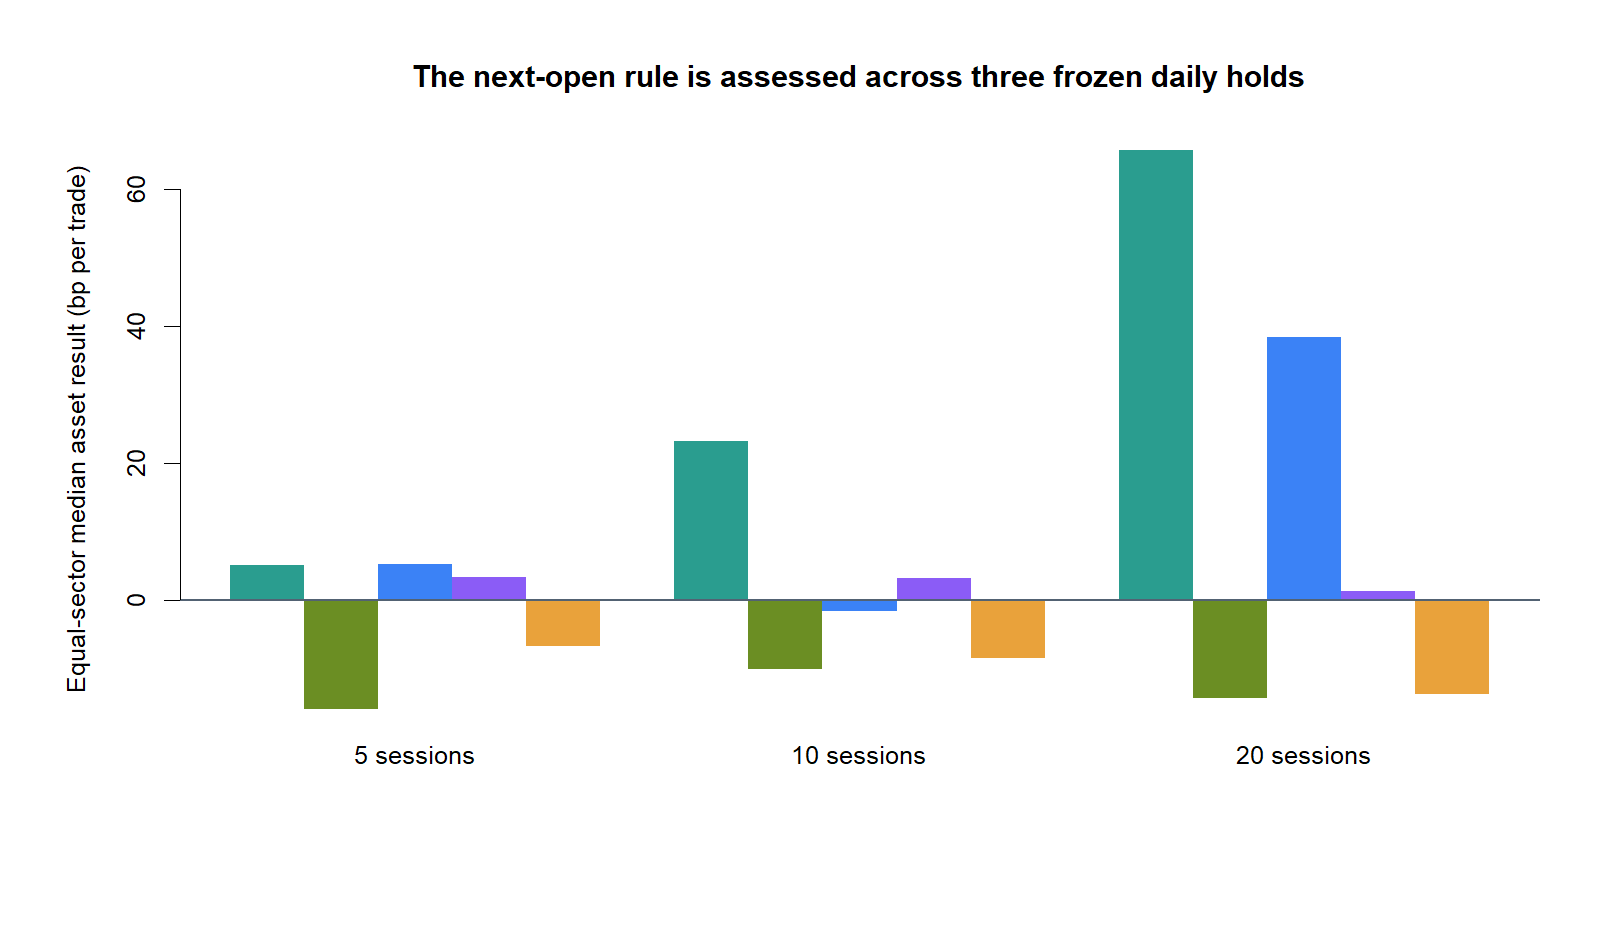 The next-open rule is assessed across three frozen daily holds
Equal-sector median asset result (bp per trade)
60
40
20
0
5 sessions
10 sessions
20 sessions